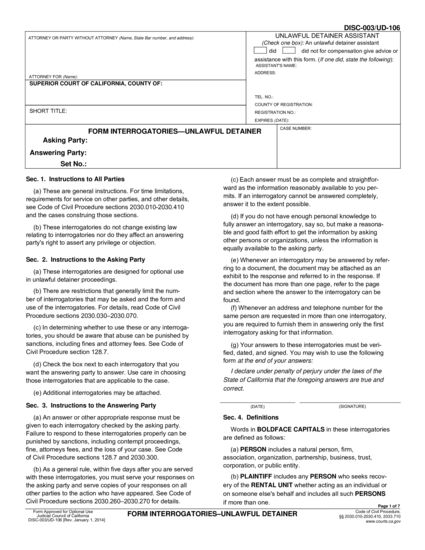 DISC-003/UD-106
ATTORNEY OR PARTY WITHOUT ATTORNEY (Name, State Bar number, and address):
UNLAWFUL DETAINER ASSISTANT
(Check one box): An unlawful detainer assistant
did did not for compensation give advice or
assistance with this form. (If one did, state the following):
ASSISTANT'S NAME:
ADDRESS:
ATTORNEY FOR (Name):
SUPERIOR COURT OF CALIFORNIA, COUNTY OF:
TEL. NO.:
COUNTY OF REGISTRATION:
SHORT TITLE:
REGISTRATION NO.:
EXPIRES (DATE):
FORM INTERROGATORIES—UNLAWFUL DETAINER
CASE NUMBER:
Asking Party:
Answering Party:
Set No.:
Sec. 1. Instructions to All Parties
(a) These are general instructions. For time limitations,
requirements for service on other parties, and other details,
see Code of Civil Procedure sections 2030.010-2030.410
and the cases construing those sections.
(b) These interrogatories do not change existing law
relating to interrogatories nor do they affect an answering
party's right to assert any privilege or objection.
Sec. 2. Instructions to the Asking Party
(a) These interrogatories are designed for optional use
in unlawful detainer proceedings.
(b) There are restrictions that generally limit the num-
ber of interrogatories that may be asked and the form and
use of the interrogatories. For details, read Code of Civil
Procedure sections 2030.030–2030.070.
(c) In determining whether to use these or any interroga-
tories, you should be aware that abuse can be punished by
sanctions, including fines and attorney fees. See Code of
Civil Procedure section 128.7.
(d) Check the box next to each interrogatory that you
want the answering party to answer. Use care in choosing
those interrogatories that are applicable to the case.
(e) Additional interrogatories may be attached.
Sec. 3. Instructions to the Answering Party
(a) An answer or other appropriate response must be
given to each interrogatory checked by the asking party.
Failure to respond to these interrogatories properly can be
punished by sanctions, including contempt proceedings,
fine, attorneys fees, and the loss of your case. See Code
of Civil Procedure sections 128.7 and 2030.300.
(b) As a general rule, within five days after you are served
with these interrogatories, you must serve your responses on
the asking party and serve copies of your responses on all
other parties to the action who have appeared. See Code of
Civil Procedure sections 2030.260–2030.270 for details.
(c) Each answer must be as complete and straightfor-
ward as the information reasonably available to you per-
mits. If an interrogatory cannot be answered completely,
answer it to the extent possible.
(d) If you do not have enough personal knowledge to
fully answer an interrogatory, say so, but make a reasona-
ble and good faith effort to get the information by asking
other persons or organizations, unless the information is
equally available to the asking party.
(e) Whenever an interrogatory may be answered by refer-
ring to a document, the document may be attached as an
exhibit to the response and referred to in the response. If
the document has more than one page, refer to the page
and section where the answer to the interrogatory can be
found.
(f) Whenever an address and telephone number for the
same person are requested in more than one interrogatory,
you are required to furnish them in answering only the first
interrogatory asking for that information.
(g) Your answers to these interrogatories must be veri-
fied, dated, and signed. You may wish to use the following
form at the end of your answers:
I declare under penalty of perjury under the laws of the
State of California that the foregoing answers are true and
correct.
(DATE) (SIGNATURE)
Sec. 4. Definitions
Words in BOLDFACE CAPITALS in these interrogatories
are defined as follows:
(a) PERSON includes a natural person, firm,
association, organization, partnership, business, trust,
corporation, or public entity.
(b) PLAINTIFF includes any PERSON who seeks recov-
ery of the RENTAL UNIT whether acting as an individual or
on someone else's behalf and includes all such PERSONS
if more than one.
Page 1 of 7
Form Approved for Optional Use
Judicial Council of California
DISC-003/UD-106 [Rev. January 1, 2014]
FORM INTERROGATORIES–UNLAWFUL DETAINER
Code of Civil Procedure,
§§ 2030.010-2030.410, 2033.710
www.courts.ca.gov